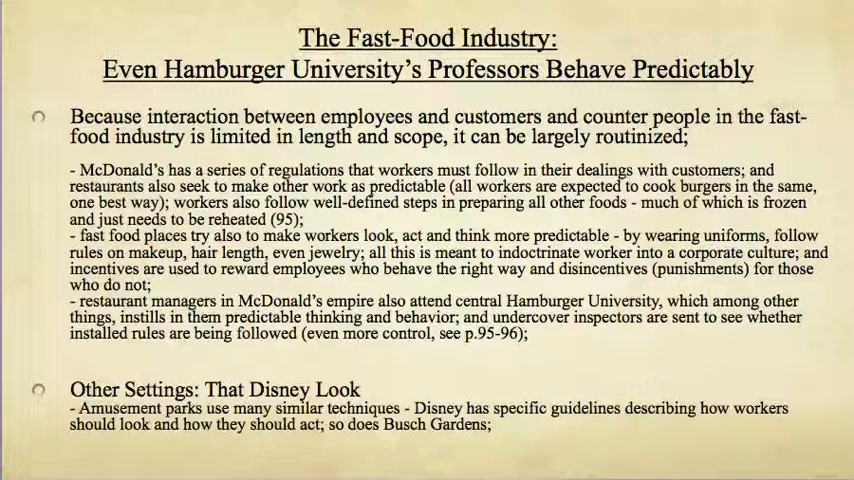 The Fast-Food Industry:
Even Hamburger University’s Professors Behave Predictably
Because interaction between employees and customers and counter people in the fast-
food industry is limited in length and scope, it can be largely routinized;
- McDonald’s has a series of regulations that workers must follow in their dealings with customers; and
restaurants also seek to make other work as predictable (all workers are expected to cook burgers in the same,
one best way); workers also follow well-defined steps in preparing all other foods - much of which is frozen
and just needs to be reheated (95);
- fast food places try also to make workers look, act and think more predictable - by wearing uniforms, follow
rules on makeup, hair length, even jewelry; all this is meant to indoctrinate worker into a corporate culture; and
incentives are used to reward employees who behave the right way and disincentives (punishments) for those
who do not;
- restaurant managers in McDonald’s empire also attend central Hamburger University, which among other
things, instills in them predictable thinking and behavior; and undercover inspectors are sent to see whether
installed rules are being followed (even more control, see p.95-96);
Other Settings: That Disney Look
- Amusement parks use many similar techniques - Disney has specific guidelines describing how workers
should look and how they should act; so does Busch Gardens;